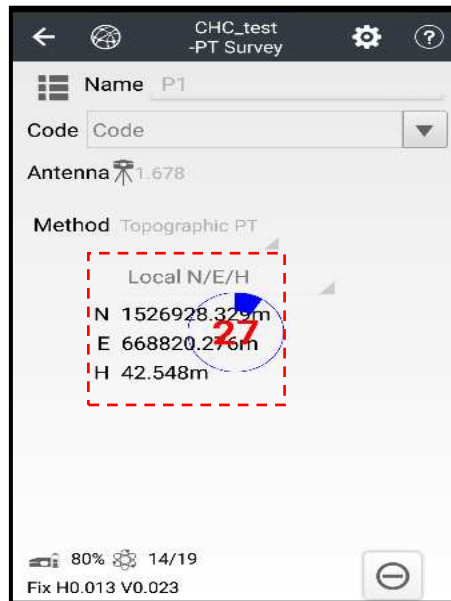 CHC_test
-PT Survey
Name P1
Code Code
Antenna 1.678
Method Topographic PT
Local N/E/H
N 1526928.329m
27
E 668820.276m
H 42.548m
80% 14/19
Fix H0.013 V0.023